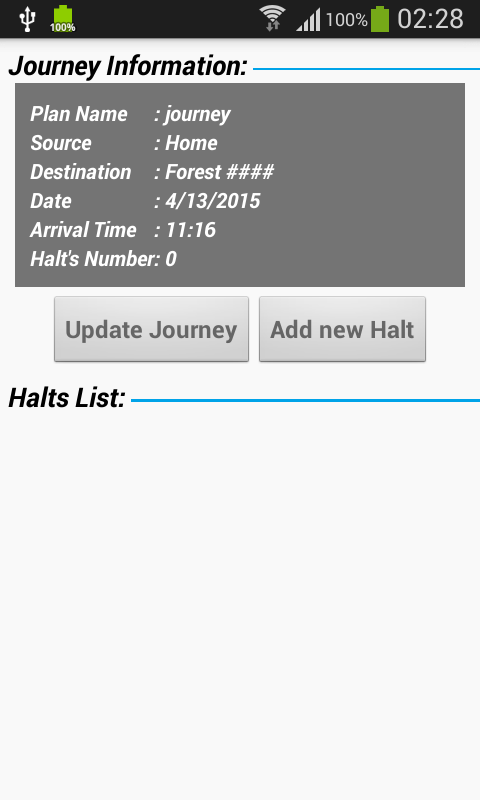 100% 100% 02:28
Journey Information:
Plan Name : journey
Source : Home
Destination : Forest ####
Date : 4/13/2015
Arrival Time : 11:16
Halt's Number: 0
Update Journey Add new Halt
Halts List: